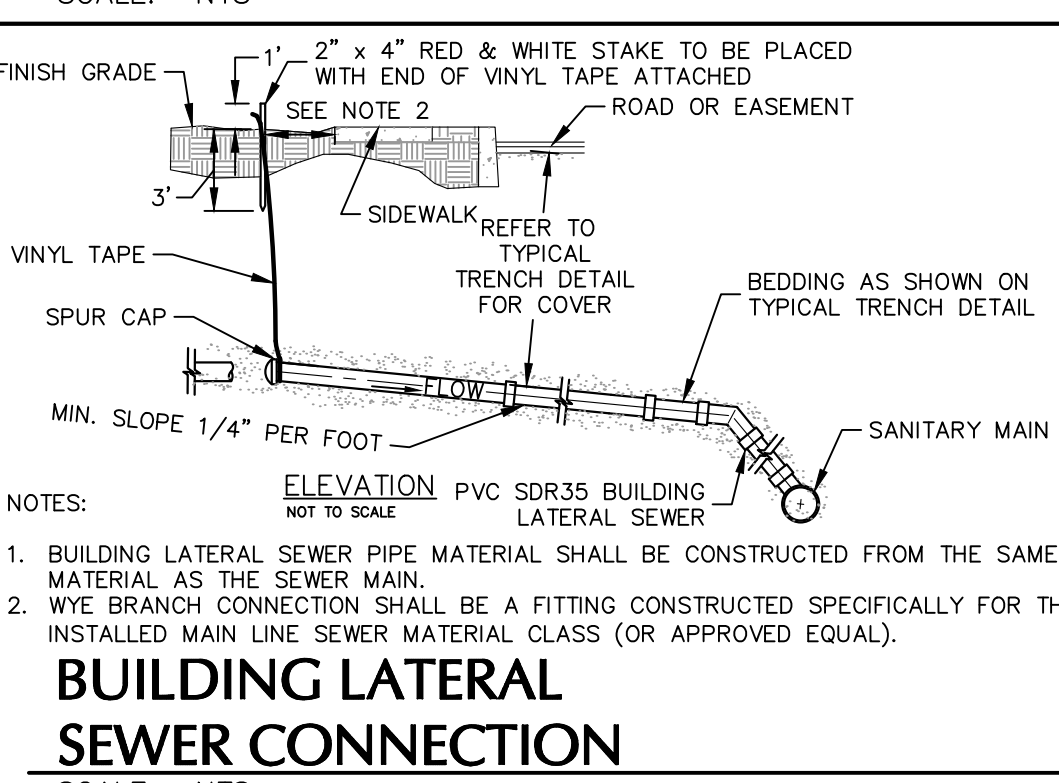 1'
2" x 4" RED & WHITE STAKE TO BE PLACED
WITH END OF VINYL TAPE ATTACHED
FINISH GRADE
SEE NOTE 2
ROAD OR EASEMENT
3'
SIDEWALK
REFER TO
TYPICAL
TRENCH DETAIL
FOR COVER
VINYL TAPE
BEDDING AS SHOWN ON
TYPICAL TRENCH DETAIL
SPUR CAP
FLOW
MIN. SLOPE 1/4" PER FOOT
SANITARY MAIN
ELEVATION
NOT TO SCALE
PVC SDR35 BUILDING
LATERAL SEWER
NOTES:
1. BUILDING LATERAL SEWER PIPE MATERIAL SHALL BE CONSTRUCTED FROM THE SAME
MATERIAL AS THE SEWER MAIN.
2. WYE BRANCH CONNECTION SHALL BE A FITTING CONSTRUCTED SPECIFICALLY FOR
INSTALLED MAIN LINE SEWER MATERIAL CLASS (OR APPROVED EQUAL).
BUILDING LATERAL
SEWER CONNECTION